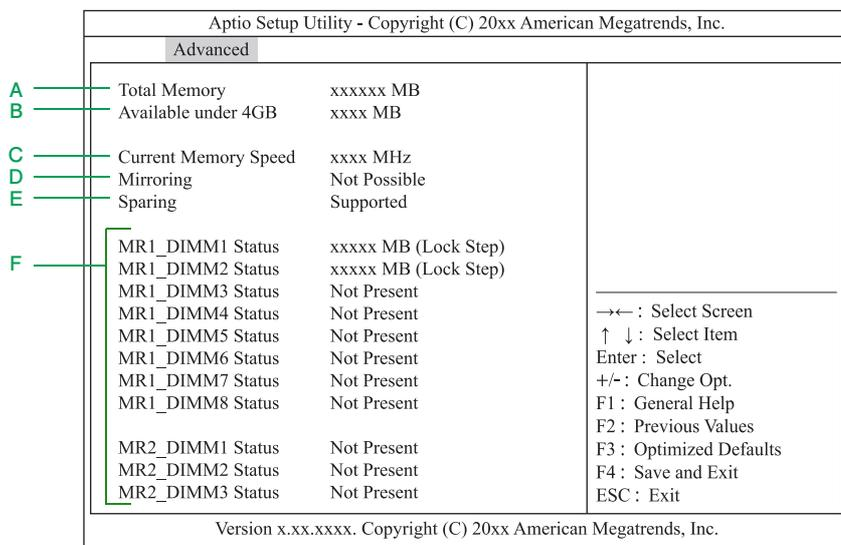 Aptio Setup Utility - Copyright (C) 20xx American Megatrends, Inc.
Advanced
A Total Memory xxxxxx MB
B Available under 4GB xxxx MB
C Current Memory Speed xxxx MHz
D Mirroring Not Possible
E Sparing Supported
F
MR1_DIMM1 Status xxxxx MB (Lock Step)
MR1_DIMM2 Status xxxxx MB (Lock Step)
MR1_DIMM3 Status Not Present
MR1_DIMM4 Status Not Present
MR1_DIMM5 Status Not Present
MR1_DIMM6 Status Not Present
MR1_DIMM7 Status Not Present
MR1_DIMM8 Status Not Present
MR2_DIMM1 Status Not Present
MR2_DIMM2 Status Not Present
MR2_DIMM3 Status Not Present
→← : Select Screen
↑ ↓ : Select Item
Enter : Select
+/- : Change Opt.
F1 : General Help
F2 : Previous Values
F3 : Optimized Defaults
F4 : Save and Exit
ESC : Exit
Version x.xx.xxxx. Copyright (C) 20xx American Megatrends, Inc.